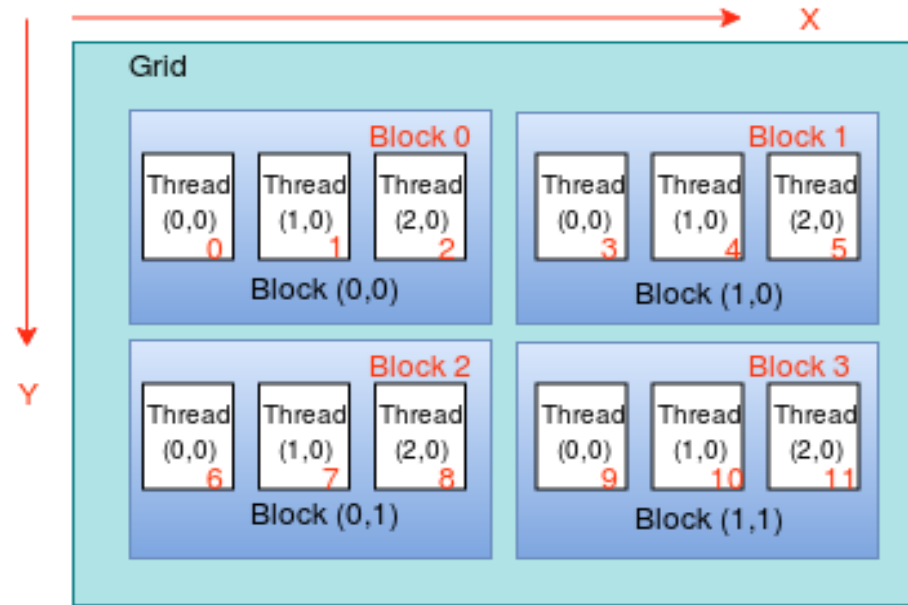 X
Grid
Block 0
Thread
(0,0)
0
Thread
(1,0)
1
Thread
(2,0)
2
Block (0,0)
Block 1
Thread
(0,0)
3
Thread
(1,0)
4
Thread
(2,0)
5
Block (1,0)
Y
Block 2
Thread
(0,0)
6
Thread
(1,0)
7
Thread
(2,0)
8
Block (0,1)
Block 3
Thread
(0,0)
9
Thread
(1,0)
10
Thread
(2,0)
11
Block (1,1)